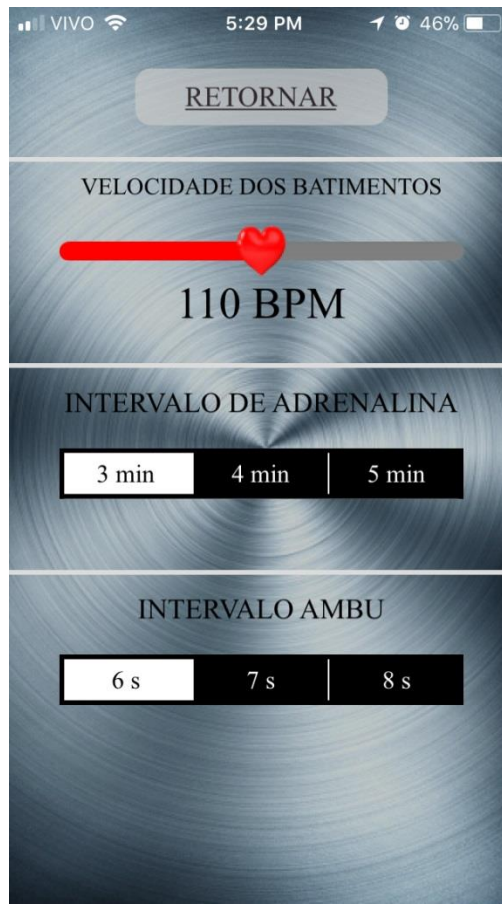 VIVO 5:29 PM 46%
RETORNAR
VELOCIDADE DOS BATIMENTOS
110 BPM
INTERVALO DE ADRENALINA
3 min 4 min 5 min
INTERVALO AMBU
6 s 7 s 8 s